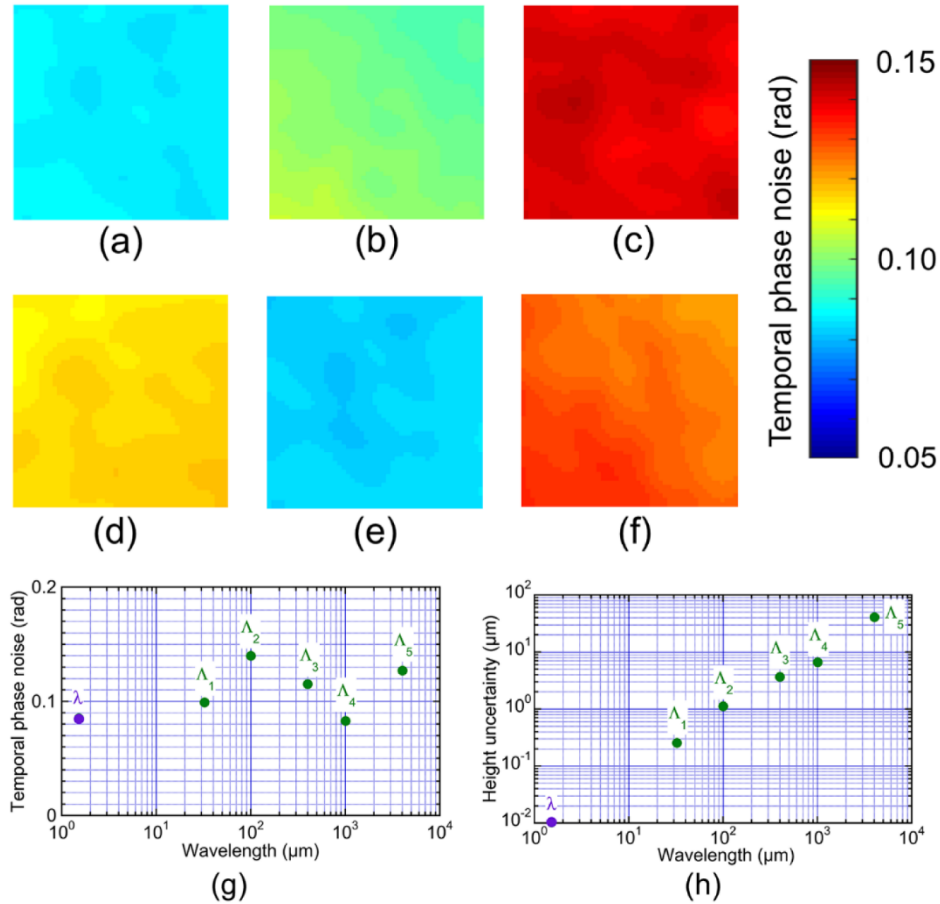 (a)
(b)
(c)
(d)
(e)
(f)
Temporal phase noise (rad)
0.15
0.10
0.05
Temporal phase noise (rad)
0.2
0.1
0
λ
Λ1
Λ2
Λ3
Λ4
Λ5
10^0
10^1
10^2
10^3
10^4
Wavelength (μm)
(g)
Height uncertainty (μm)
10^2
10^1
10^0
10^-1
10^-2
λ
Λ1
Λ2
Λ3
Λ4
Λ5
10^0
10^1
10^2
10^3
10^4
Wavelength (μm)
(h)